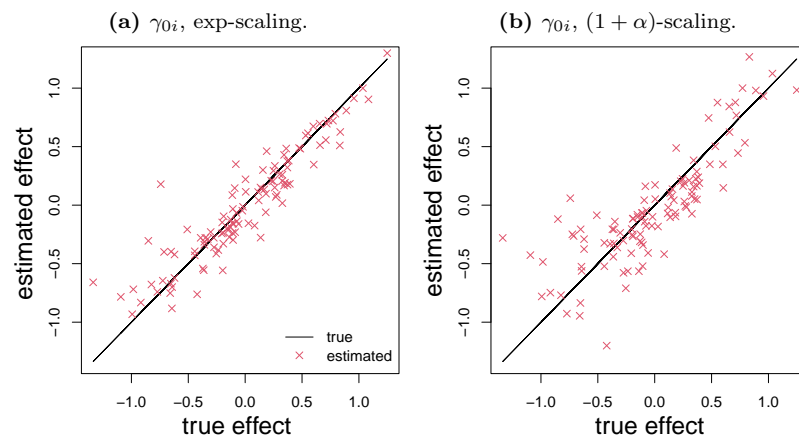 (a) γ0i, exp-scaling.
(b) γ0i, (1 + α)-scaling.
estimated effect
1.0
0.5
0.0
−0.5
−1.0
true
estimated
−1.0 −0.5 0.0 0.5 1.0
true effect
estimated effect
1.0
0.5
0.0
−0.5
−1.0
−1.0 −0.5 0.0 0.5 1.0
true effect